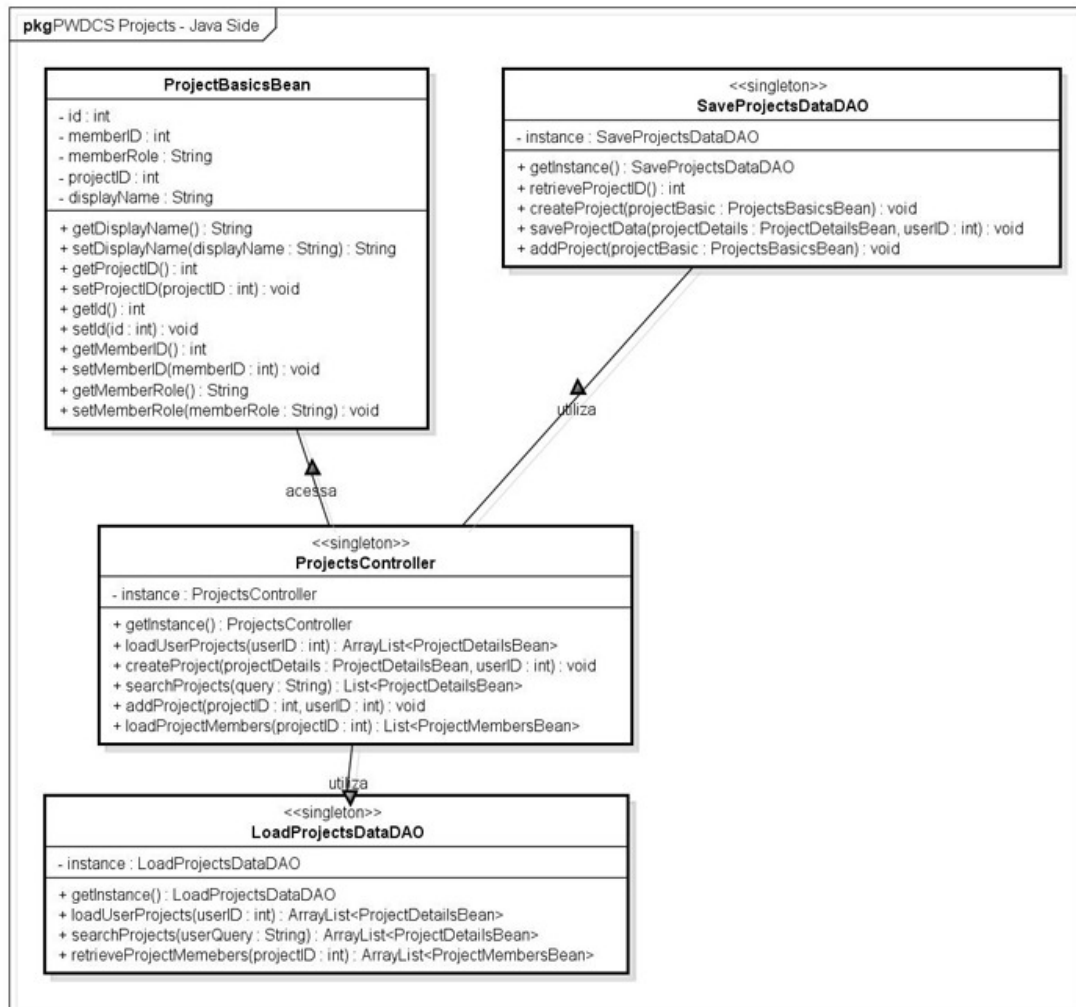 pkg PWDCS Projects - Java Side
ProjectBasicsBean
- id : int
- memberID : int
- memberRole : String
- projectID : int
- displayName : String
+ getDisplayName() : String
+ setDisplayName(displayName : String) : String
+ getProjectID() : int
+ setProjectID(projectID : int) : void
+ getId() : int
+ setId(id : int) : void
+ getMemberID() : int
+ setMemberID(memberID : int) : void
+ getMemberRole() : String
+ setMemberRole(memberRole : String) : void
<<singleton>>
SaveProjectsDataDAO
- instance : SaveProjectsDataDAO
+ getInstance() : SaveProjectsDataDAO
+ retrieveProjectID() : int
+ createProject(projectBasic : ProjectsBasicsBean) : void
+ saveProjectData(projectDetails : ProjectDetailsBean, userID : int) : void
+ addProject(projectBasic : ProjectsBasicsBean) : void
utiliza
acessa
<<singleton>>
ProjectsController
- instance : ProjectsController
+ getInstance() : ProjectsController
+ loadUserProjects(userID : int) : ArrayList<ProjectDetailsBean>
+ createProject(projectDetails : ProjectDetailsBean, userID : int) : void
+ searchProjects(query : String) : List<ProjectDetailsBean>
+ addProject(projectID : int, userID : int) : void
+ loadProjectMembers(projectID : int) : List<ProjectMembersBean>
utiliza
<<singleton>>
LoadProjectsDataDAO
- instance : LoadProjectsDataDAO
+ getInstance() : LoadProjectsDataDAO
+ loadUserProjects(userID : int) : ArrayList<ProjectDetailsBean>
+ searchProjects(userQuery : String) : ArrayList<ProjectDetailsBean>
+ retrieveProjectMemebers(projectID : int) : ArrayList<ProjectMembersBean>